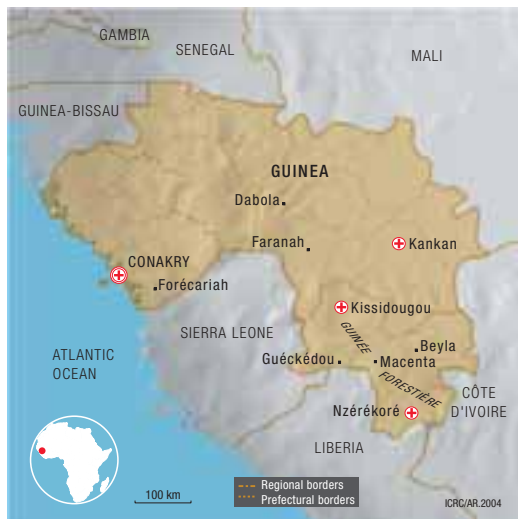 GAMBIA
SENEGAL
MALI
GUINEA-BISSAU
GUINEA
Dabola
Faranah
Kankan
CONAKRY
Forécariah
Kissidougou
SIERRA LEONE
GUINÉE
FORESTIÈRE
Beyla
Guéckédou
Macenta
ATLANTIC
OCEAN
CÔTE
D'IVOIRE
Nzérékoré
LIBERIA
Regional borders
Prefectural borders
100 km
ICRC/AR.2004